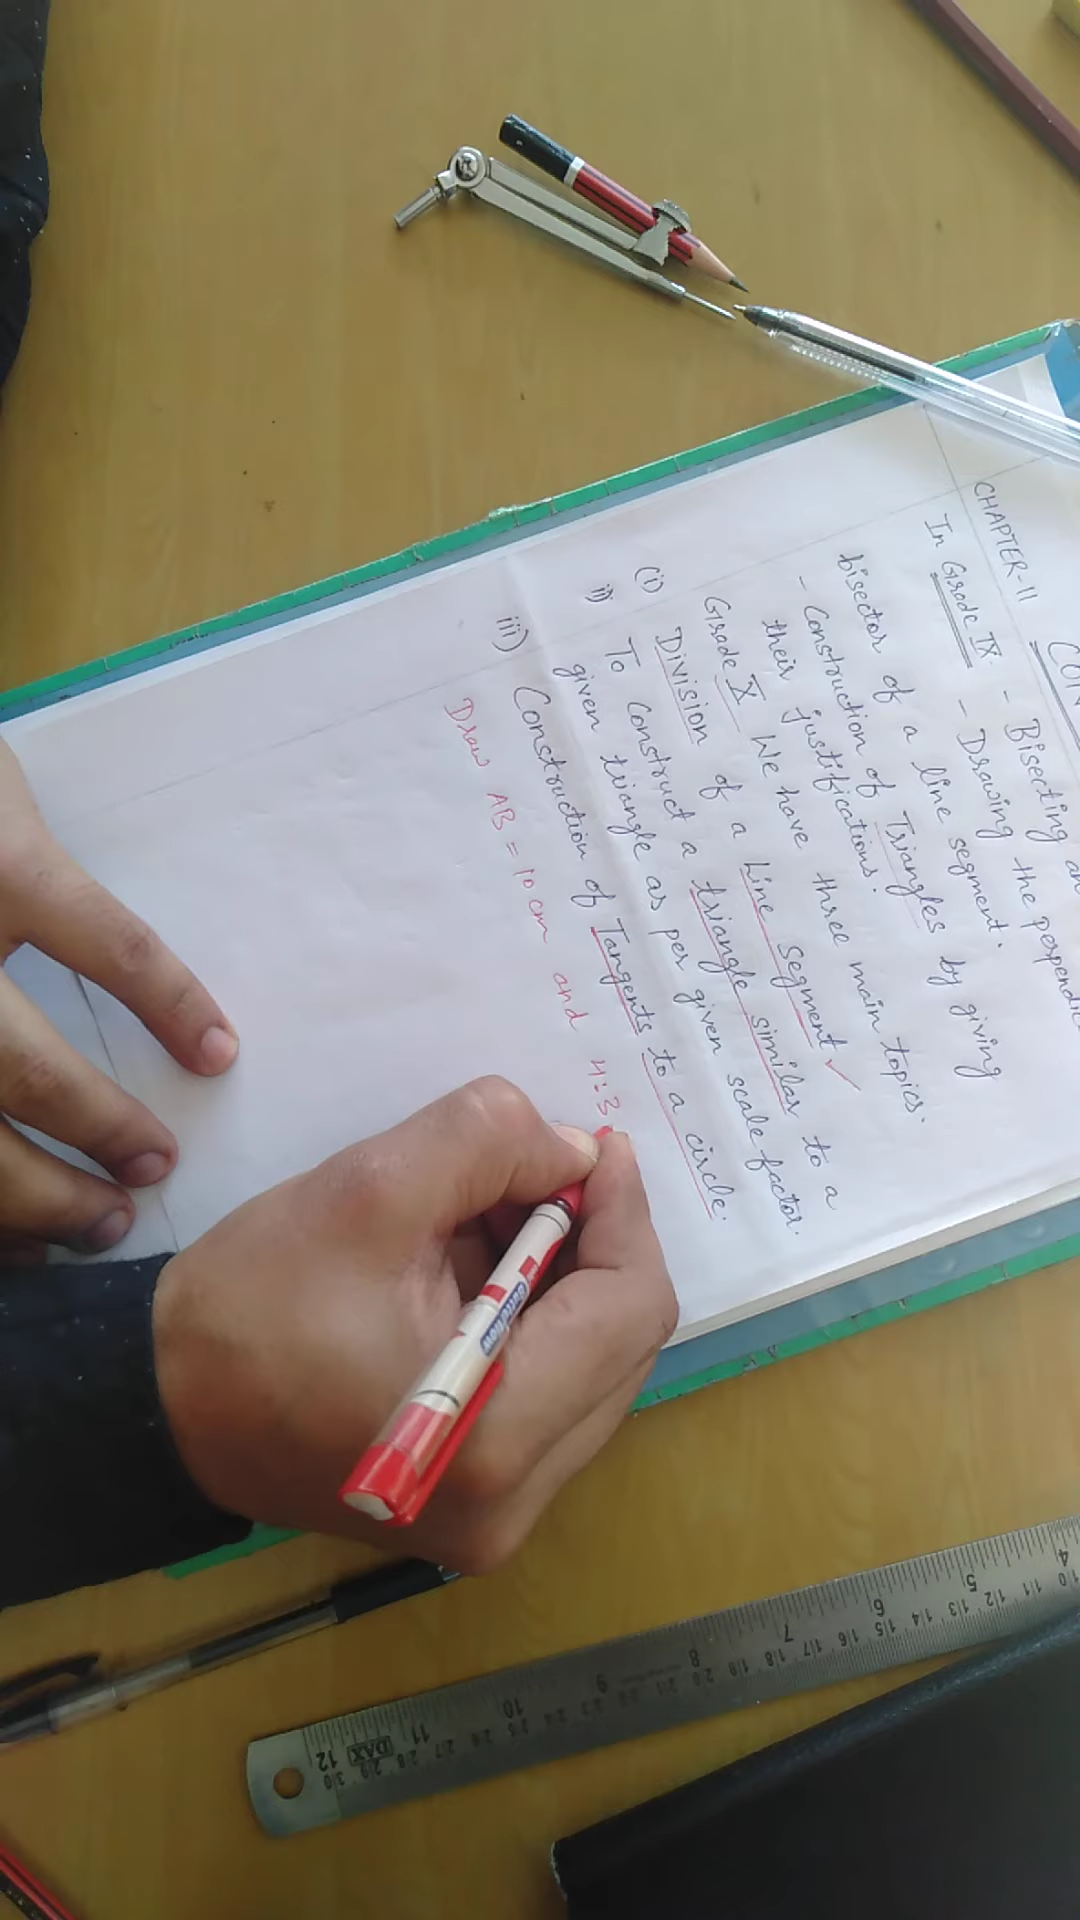 CHAPTER-11
CON
In Grade IX. - Bisecting an
- Drawing the perpendic
bisector of a line segment.
- Construction of Triangles by giving
their justifications.
Grade X We have three main topics.
(i) Division of a Line segment ✓
ii) To construct a triangle similar to a
given triangle as per given scale factor.
iii) Construction of Tangents to a circle.
Draw AB = 10 cm and 4:3
DAX